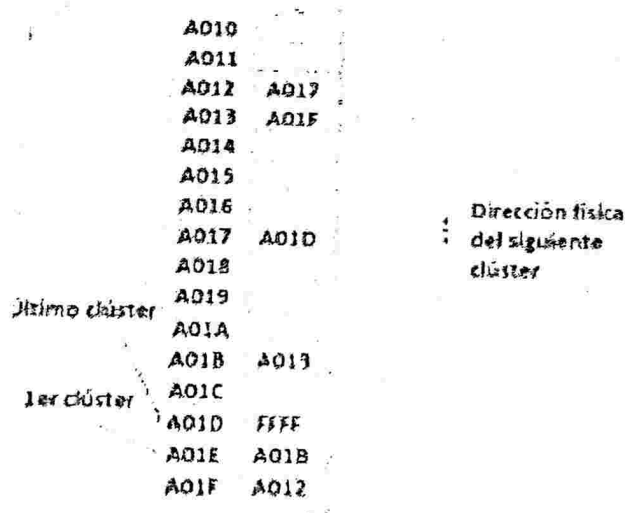 A010
A011
A012 A017
A013 A01F
A014
A015
A016
A017 A01D
A018
A019
A01A
A01B A013
A01C
A01D FFFF
A01E A01B
A01F A012
Último clúster
1er clúster
Dirección física
del siguiente
clúster